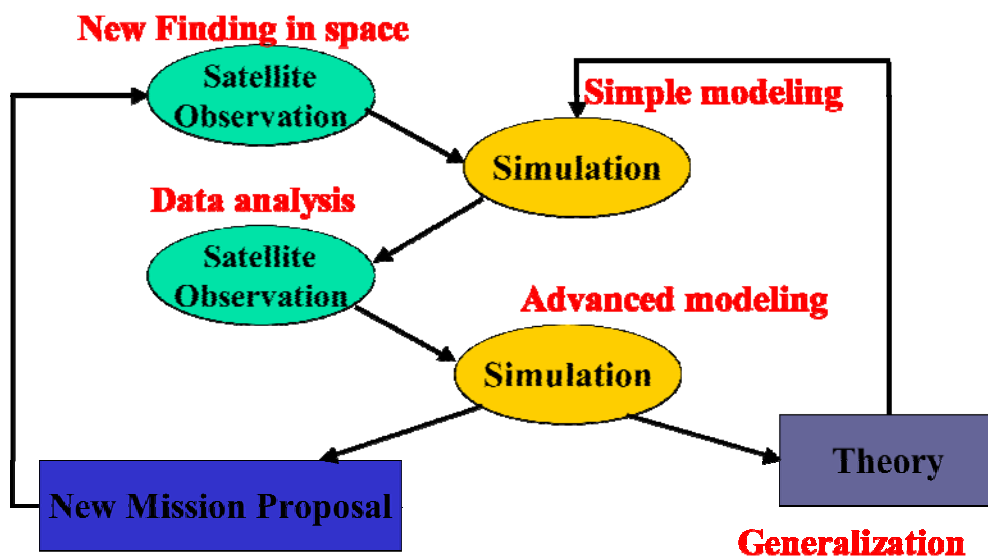 New Finding in space
Satellite
Observation
Simple modeling
Simulation
Data analysis
Satellite
Observation
Advanced modeling
Simulation
Theory
New Mission Proposal
Generalization